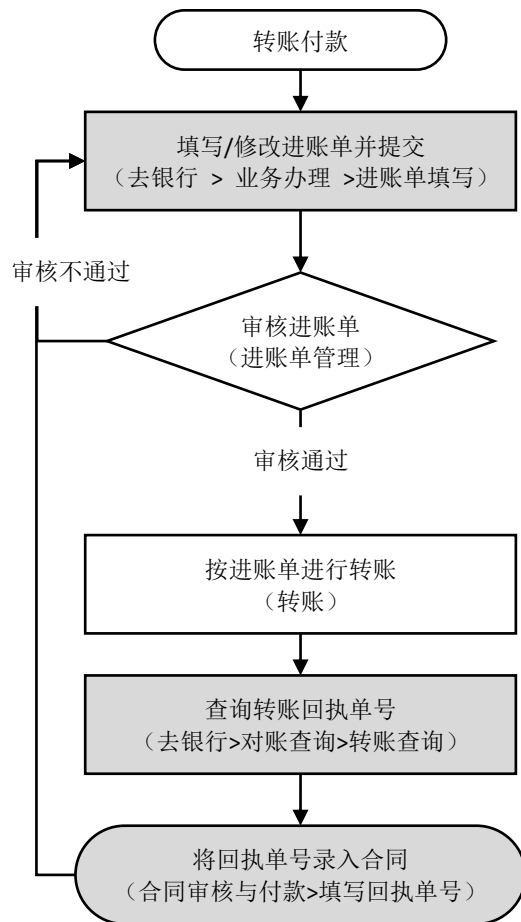 转账付款
填写/修改进账单并提交
（去银行 > 业务办理 >进账单填写）
审核不通过
审核进账单
（进账单管理）
审核通过
按进账单进行转账
（转账）
查询转账回执单号
（去银行>对账查询>转账查询）
将回执单号录入合同
（合同审核与付款>填写回执单号）